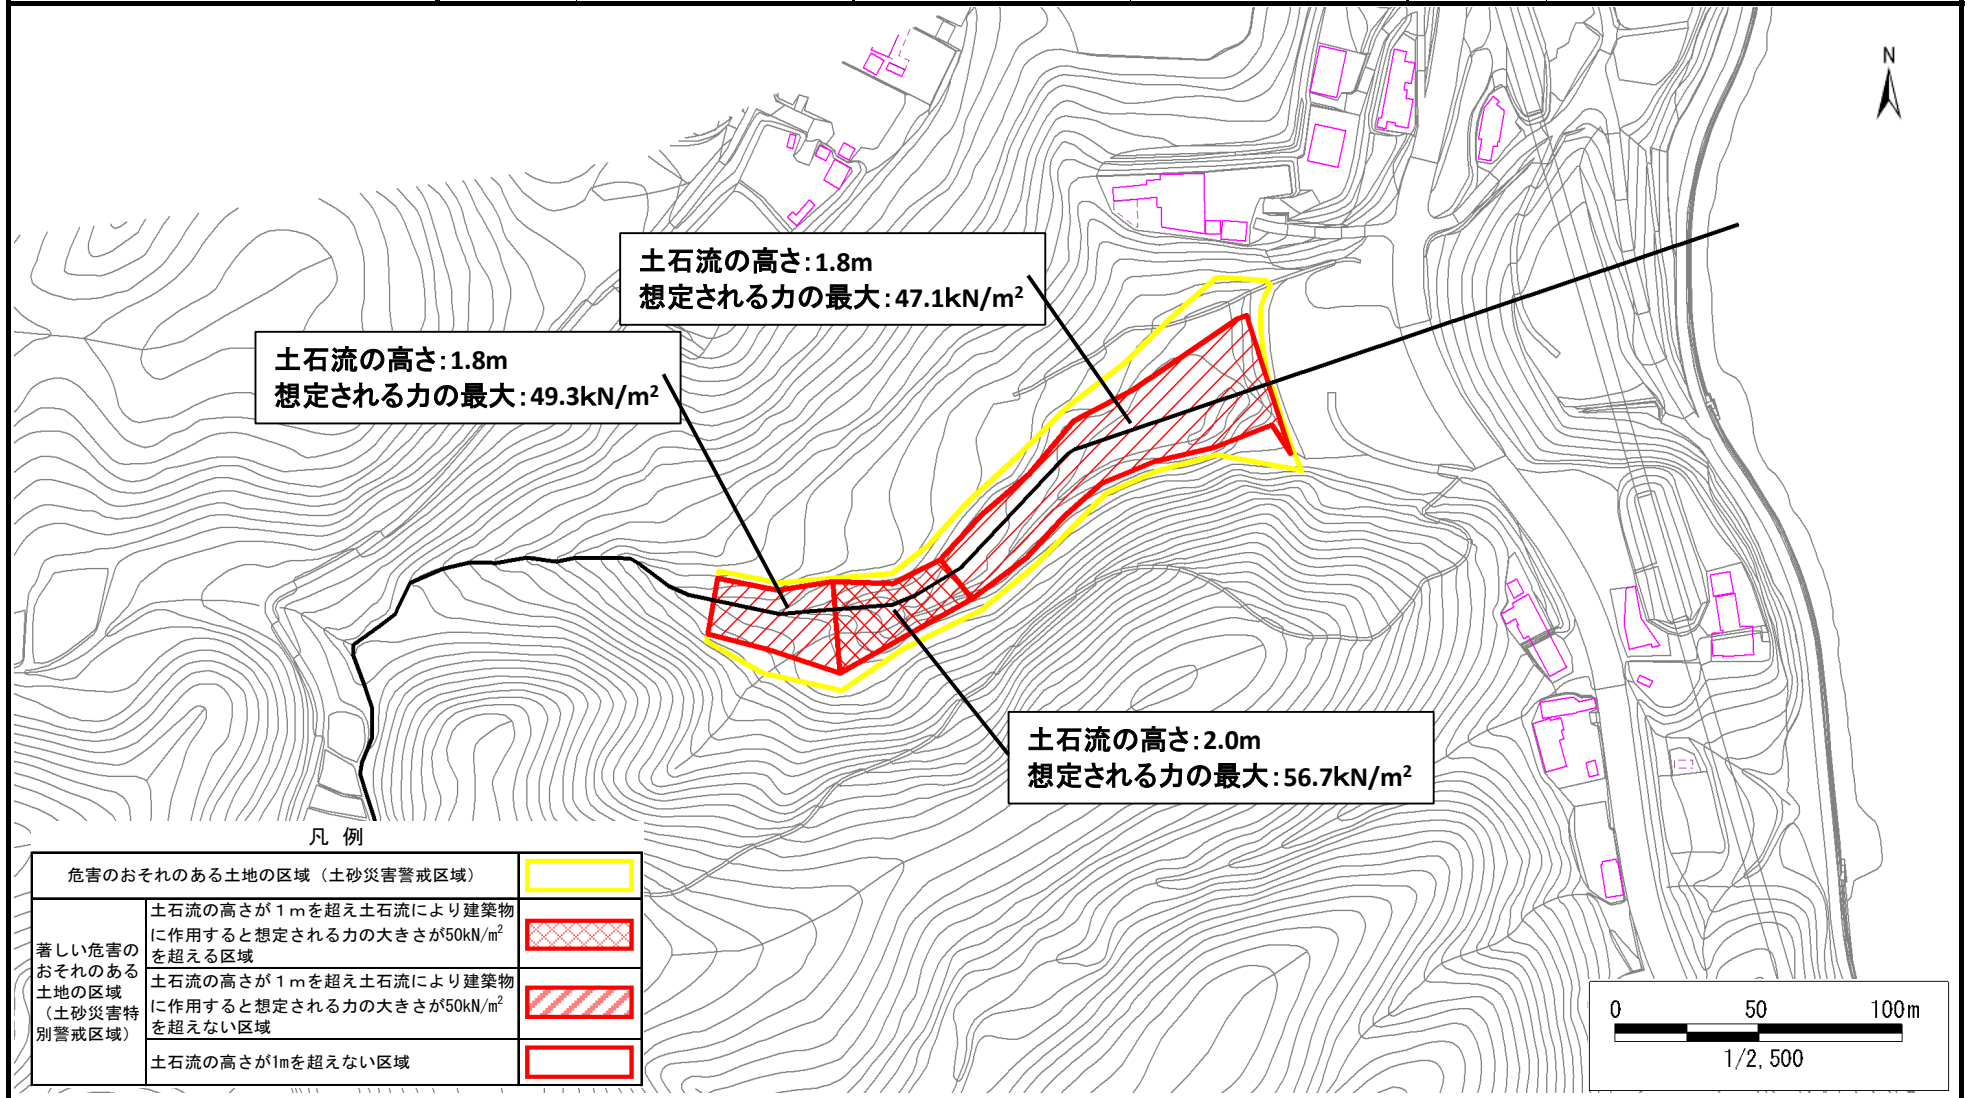 N
土石流の高さ:1.8m
想定される力の最大:47.1kN/m²
土石流の高さ:1.8m
想定される力の最大:49.3kN/m²
土石流の高さ:2.0m
想定される力の最大:56.7kN/m²
凡 例
危害のおそれのある土地の区域（土砂災害警戒区域）
著しい危害の
おそれのある
土地の区域
（土砂災害特
別警戒区域）
土石流の高さが１ｍを超え土石流により建築物
に作用すると想定される力の大きさが50kN/㎡
を超える区域
土石流の高さが１ｍを超え土石流により建築物
に作用すると想定される力の大きさが50kN/㎡
を超えない区域
土石流の高さが1mを超えない区域
0 50 100m
1/2,500